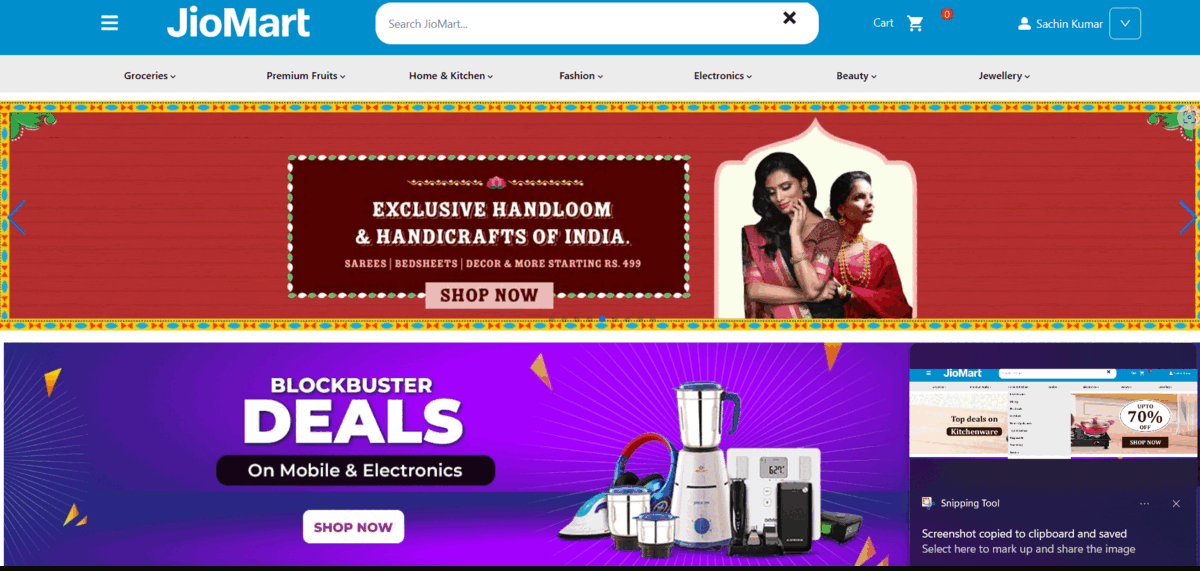 JioMart
Search JioMart...
Cart
0
Sachin Kumar
Groceries
Premium Fruits
Home & Kitchen
Fashion
Electronics
Beauty
Jewellery
EXCLUSIVE HANDLOOM
& HANDICRAFTS OF INDIA.
SAREES | BEDSHEETS | DECOR & MORE STARTING RS. 499
SHOP NOW
BLOCKBUSTER
DEALS
On Mobile & Electronics
SHOP NOW
JioMart
Top deals on
Kitchenware
UPTO
70%
OFF
SHOP NOW
Snipping Tool
Screenshot copied to clipboard and saved
Select here to mark up and share the image